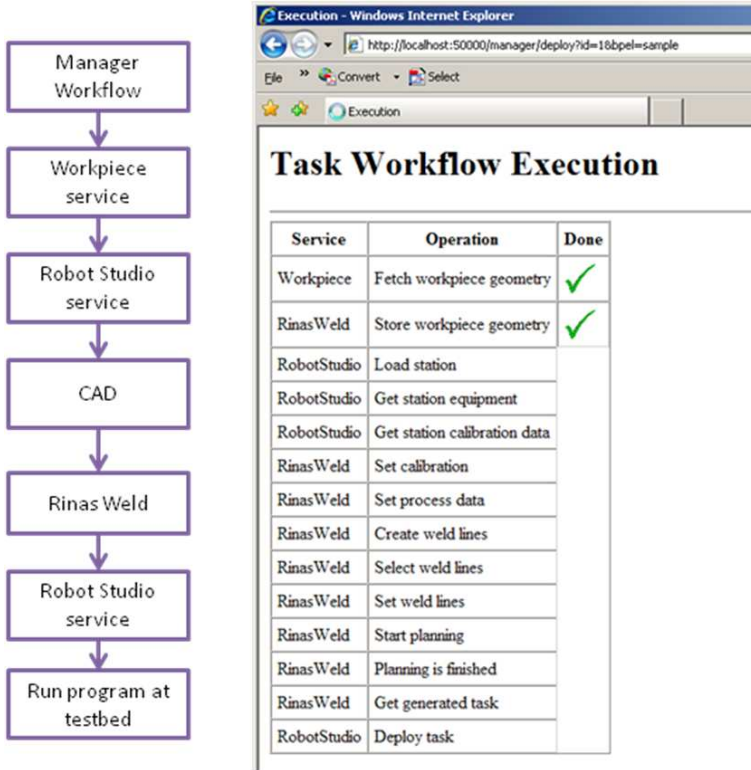 Manager
Workflow
Workpiece
service
Robot Studio
service
CAD
Rinas Weld
Robot Studio
service
Run program at
testbed
Execution - Windows Internet Explorer
http://localhost:50000/manager/deploy?id=1&bpel=sample
File » Convert Select
Execution
Task Workflow Execution
Service Operation Done
Workpiece Fetch workpiece geometry
RinasWeld Store workpiece geometry
RobotStudio Load station
RobotStudio Get station equipment
RobotStudio Get station calibration data
RinasWeld Set calibration
RinasWeld Set process data
RinasWeld Create weld lines
RinasWeld Select weld lines
RinasWeld Set weld lines
RinasWeld Start planning
RinasWeld Planning is finished
RinasWeld Get generated task
RobotStudio Deploy task